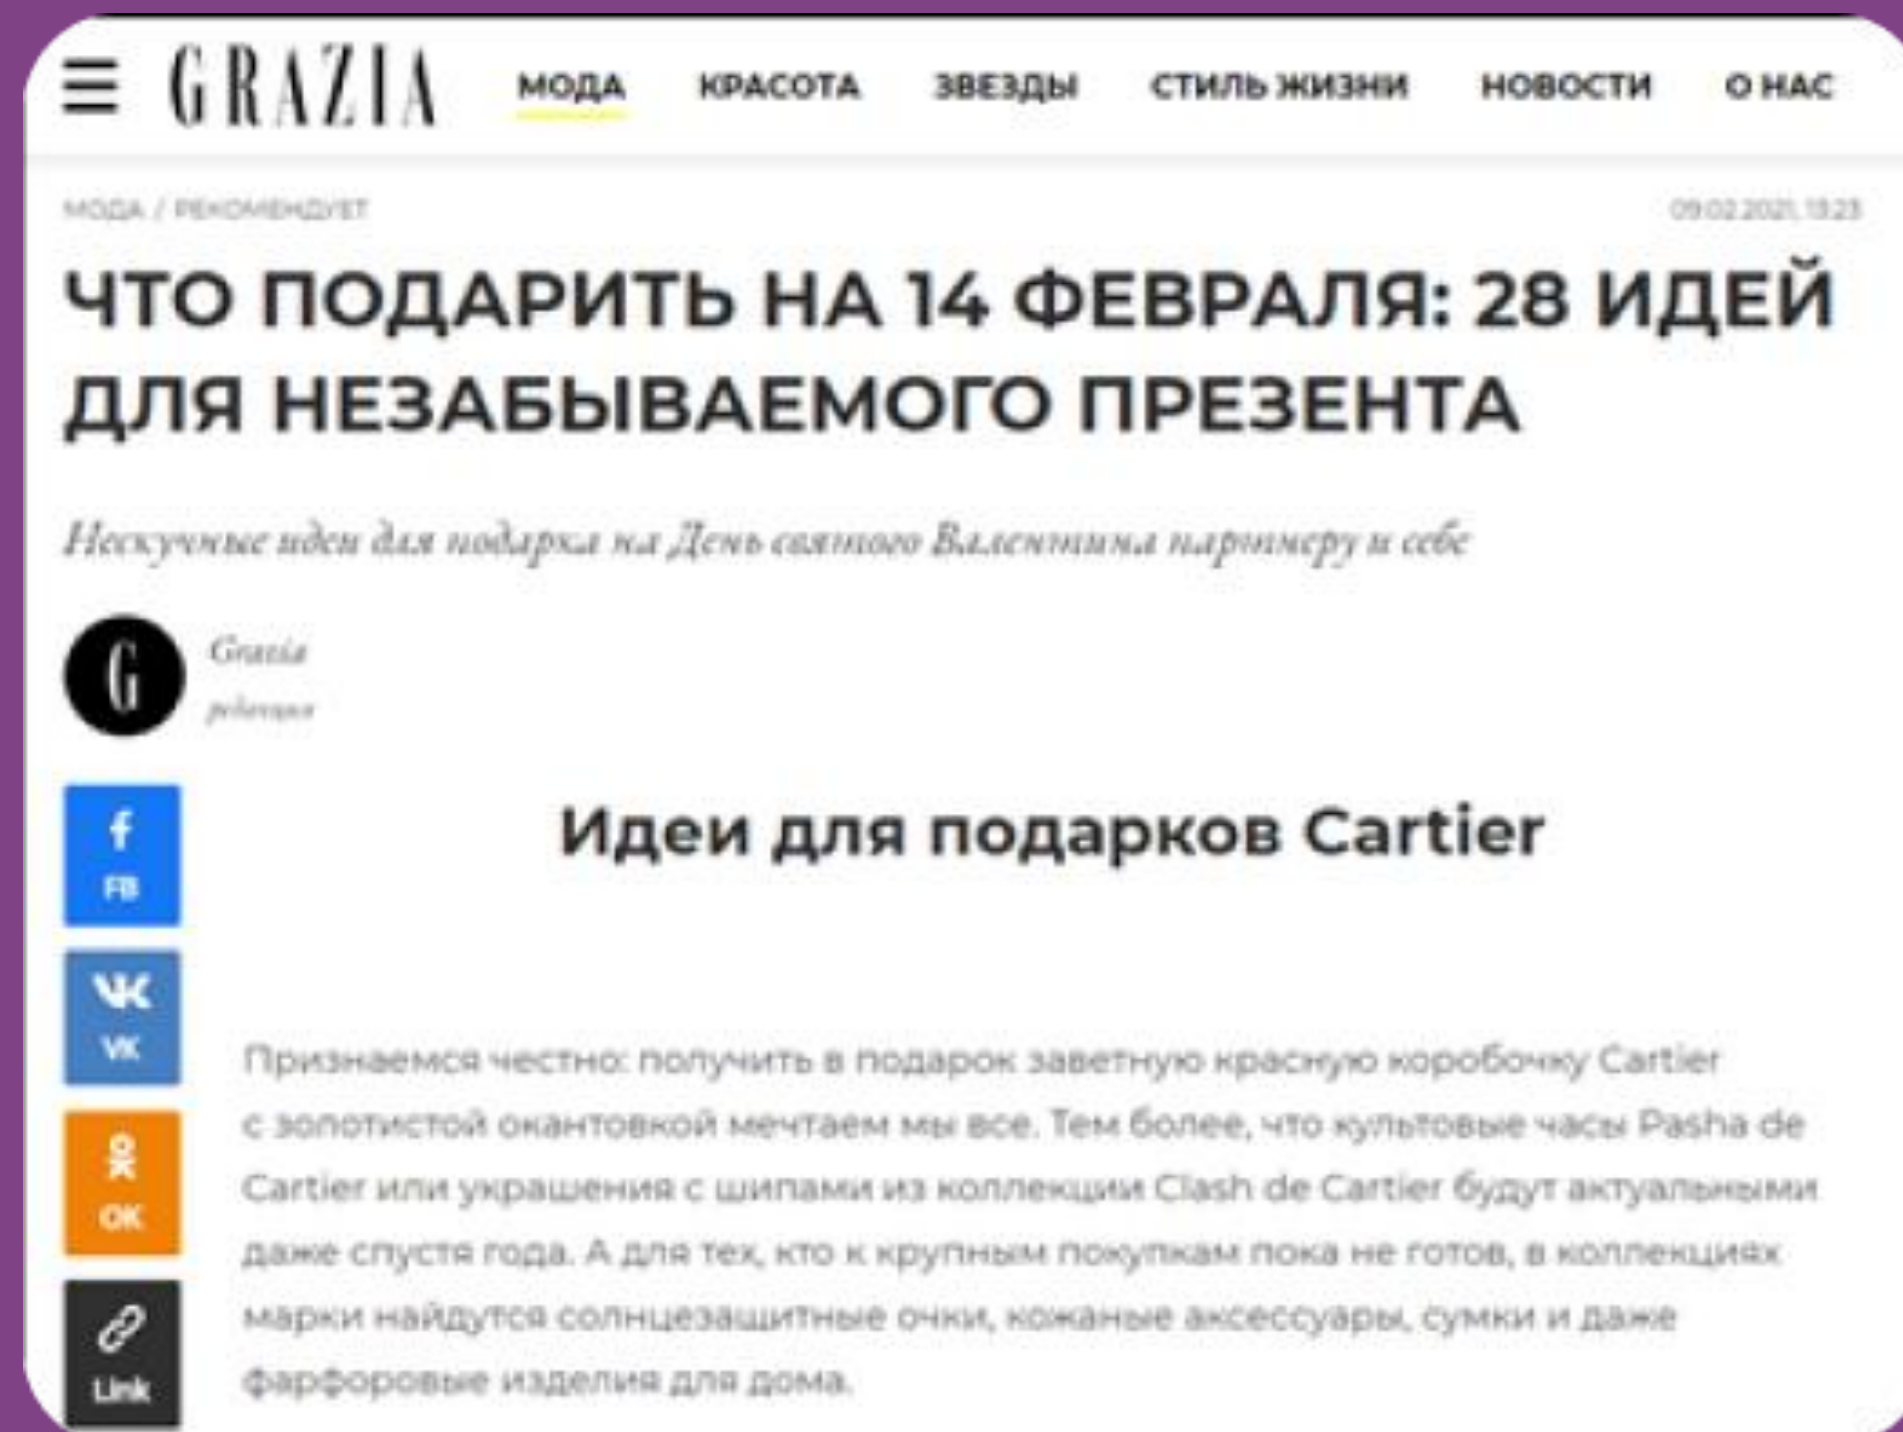 GRAZIA МОДА КРАСОТА ЗВЕЗДЫ СТИЛЬ ЖИЗНИ НОВОСТИ О НАС
МОДА / РЕКОМЕНДУЕТ 09.02.2021, 13:23
ЧТО ПОДАРИТЬ НА 14 ФЕВРАЛЯ: 28 ИДЕЙ
ДЛЯ НЕЗАБЫВАЕМОГО ПРЕЗЕНТА
Нескучные идеи для подарка на День святого Валентина партнеру и себе
G
Grazia
редакция
f
FB
Идеи для подарков Cartier
VK
VK
OK
Link
Признаемся честно: получить в подарок заветную красную коробочку Cartier
с золотистой окантовкой мечтаем мы все. Тем более, что культовые часы Pasha de
Cartier или украшения с шипами из коллекции Clash de Cartier будут актуальными
даже спустя года. А для тех, кто к крупным покупкам пока не готов, в коллекциях
марки найдутся солнцезащитные очки, кожаные аксессуары, сумки и даже
фарфоровые изделия для дома.